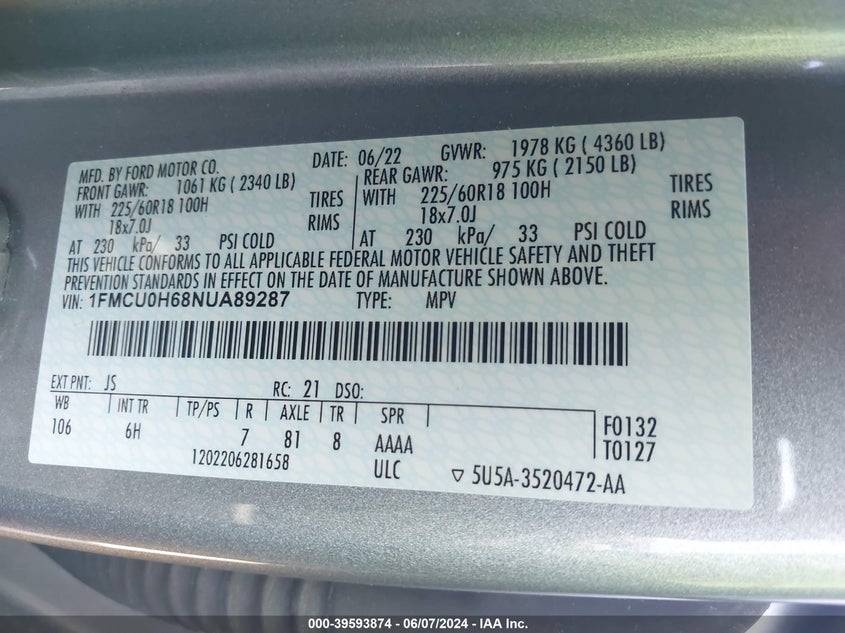 MFD. BY FORD MOTOR CO. DATE: 06/22 GVWR: 1978 KG ( 4360 LB)
FRONT GAWR: 1061 KG ( 2340 LB) REAR GAWR: 975 KG ( 2150 LB)
WITH 225/60R18 100H TIRES WITH 225/60R18 100H TIRES
18x7.0J RIMS 18x7.0J RIMS
AT 230 kPa/ 33 PSI COLD AT 230 kPa/ 33 PSI COLD
THIS VEHICLE CONFORMS TO ALL APPLICABLE FEDERAL MOTOR VEHICLE SAFETY AND THEFT
PREVENTION STANDARDS IN EFFECT ON THE DATE OF MANUFACTURE SHOWN ABOVE.
VIN: 1FMCU0H68NUA89287 TYPE: MPV
EXT PNT: JS RC: 21 DSO:
WB INT TR TP/PS R AXLE TR SPR F0132
106 6H 7 81 8 AAAA T0127
1202206281658 ULC ▽ 5U5A-3520472-AA
000-39593874 - 06/07/2024 - IAA Inc.